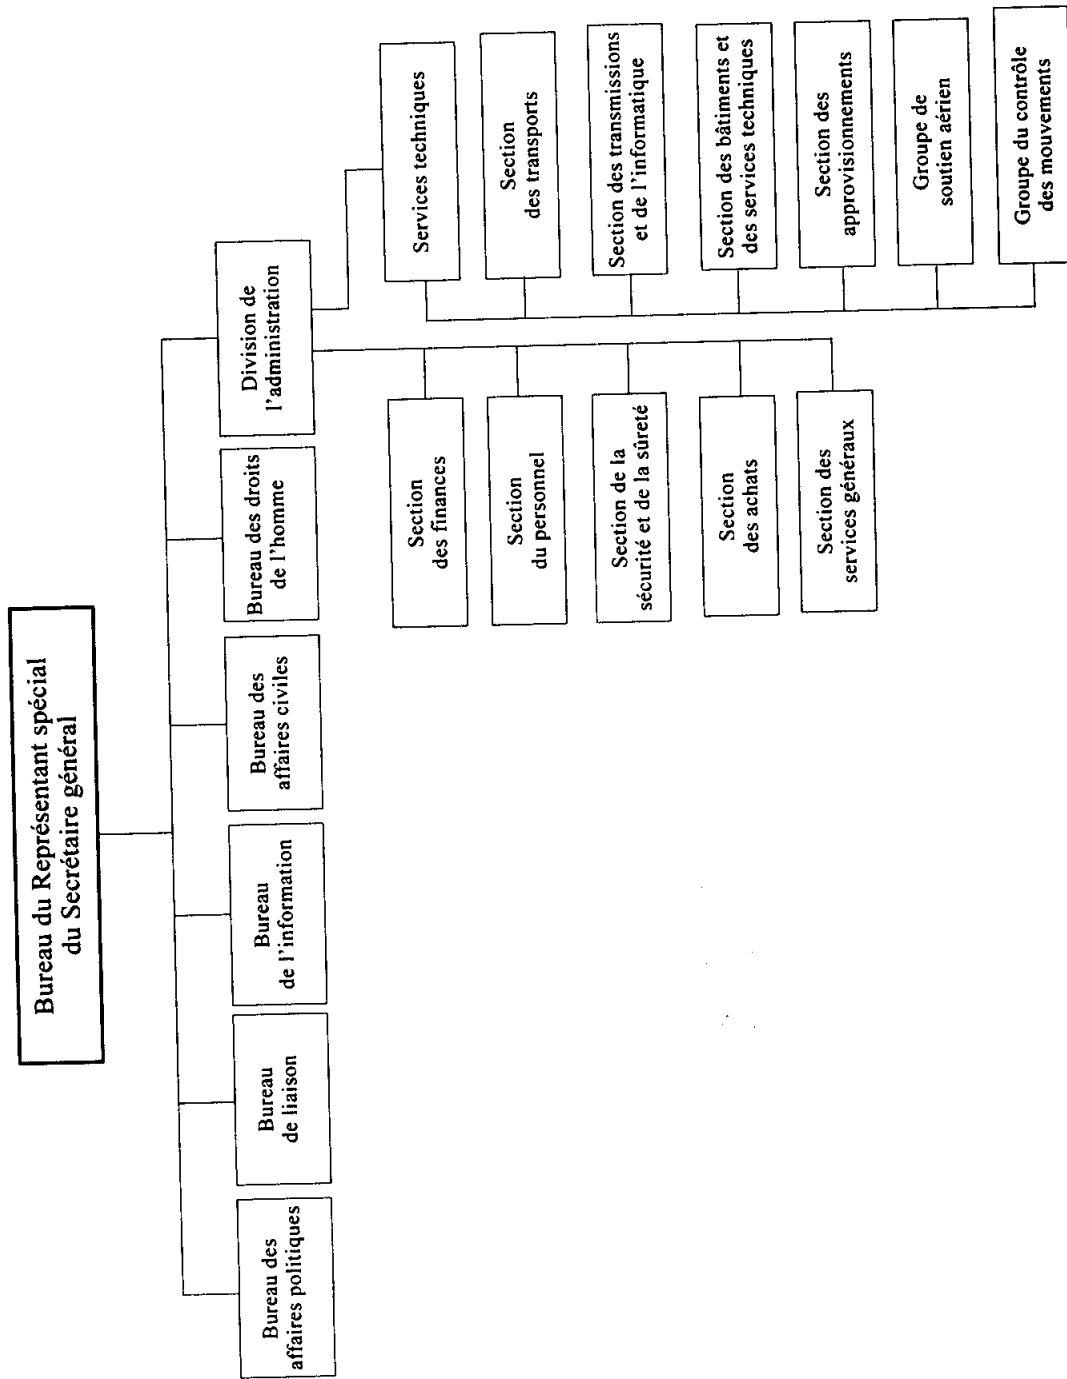 Bureau du Représentant spécial
du Secrétaire général
Bureau des
affaires politiques
Bureau
de liaison
Bureau
de l'information
Bureau des
affaires civiles
Bureau des droits
de l'homme
Division de
l'administration
Section
des finances
Section
du personnel
Section de la
sécurité et de la sûreté
Section
des achats
Section des
services généraux
Services techniques
Section
des transports
Section des transmissions
et de l'informatique
Section des bâtiments et
des services techniques
Section des
approvisionnements
Groupe de
soutien aérien
Groupe du contrôle
des mouvements